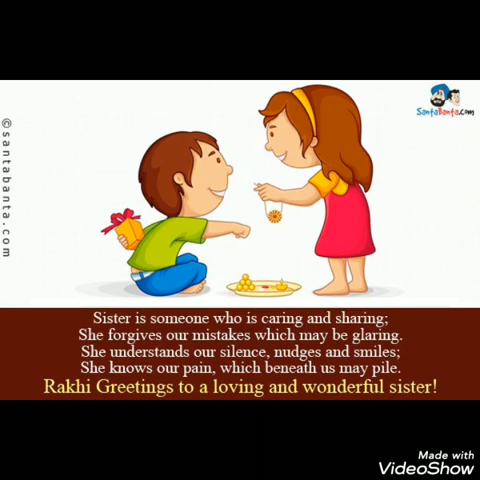 SantaBanta.com
©santabanta.com
Sister is someone who is caring and sharing;
She forgives our mistakes which may be glaring.
She understands our silence, nudges and smiles;
She knows our pain, which beneath us may pile.
Rakhi Greetings to a loving and wonderful sister!
Made with
VideoShow